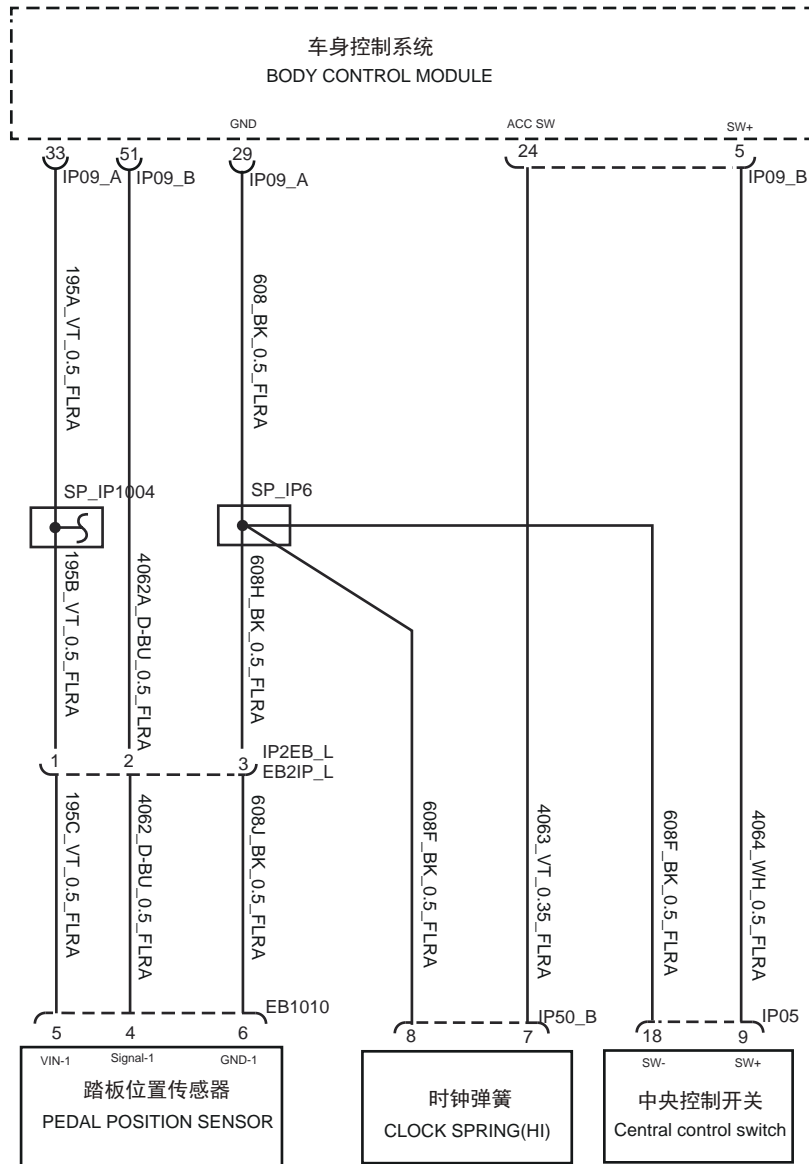 车身控制系统
BODY CONTROL MODULE
GND
ACC SW
SW+
33
51
29
24
5
IP09_A
IP09_B
IP09_A
IP09_B
195A_VT_0.5_FLRA
608_BK_0.5_FLRA
SP_IP1004
SP_IP6
195B_VT_0.5_FLRA
4062A_D-BU_0.5_FLRA
608H_BK_0.5_FLRA
1
2
3
IP2EB_L
EB2IP_L
195C_VT_0.5_FLRA
4062_D-BU_0.5_FLRA
608J_BK_0.5_FLRA
608F_BK_0.5_FLRA
4063_VT_0.35_FLRA
608F_BK_0.5_FLRA
4064_WH_0.5_FLRA
EB1010
IP50_B
IP05
5
4
6
8
7
18
9
VIN-1
Signal-1
GND-1
SW-
SW+
踏板位置传感器
PEDAL POSITION SENSOR
时钟弹簧
CLOCK SPRING(HI)
中央控制开关
Central control switch